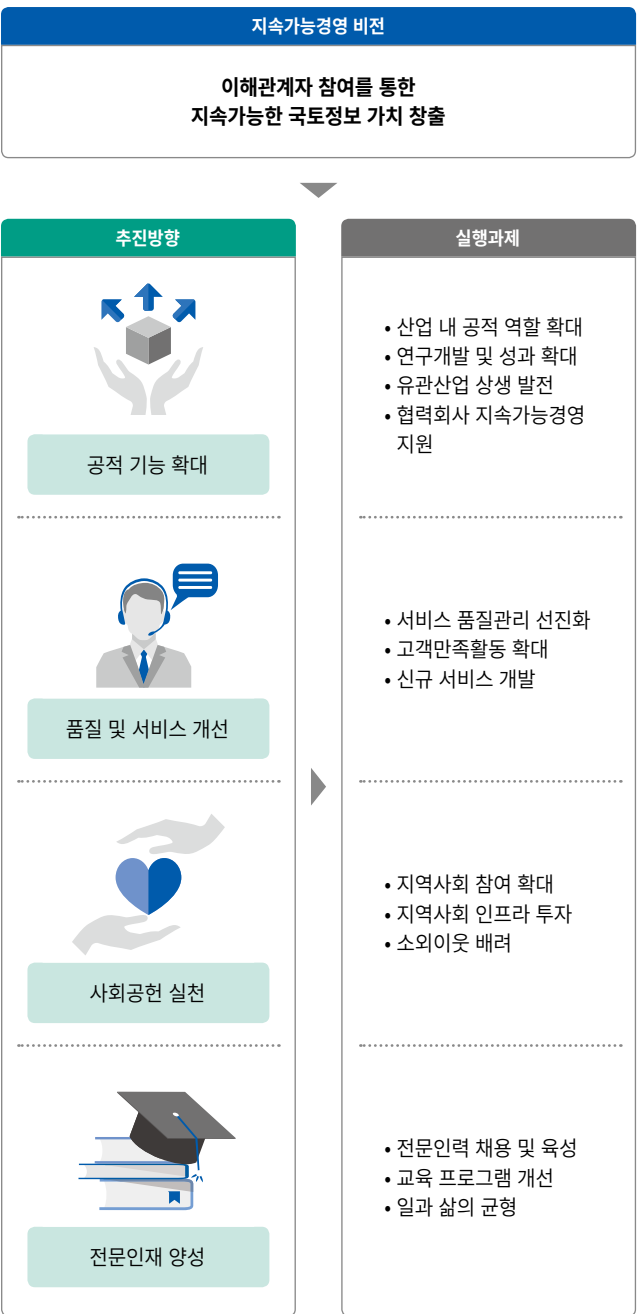 지속가능경영 비전
이해관계자 참여를 통한
지속가능한 국토정보 가치 창출
추진방향
공적 기능 확대
품질 및 서비스 개선
사회공헌 실천
전문인재 양성
실행과제
• 산업 내 공적 역할 확대
• 연구개발 및 성과 확대
• 유관산업 상생 발전
• 협력회사 지속가능경영
지원
• 서비스 품질관리 선진화
• 고객만족활동 확대
• 신규 서비스 개발
• 지역사회 참여 확대
• 지역사회 인프라 투자
• 소외이웃 배려
• 전문인력 채용 및 육성
• 교육 프로그램 개선
• 일과 삶의 균형